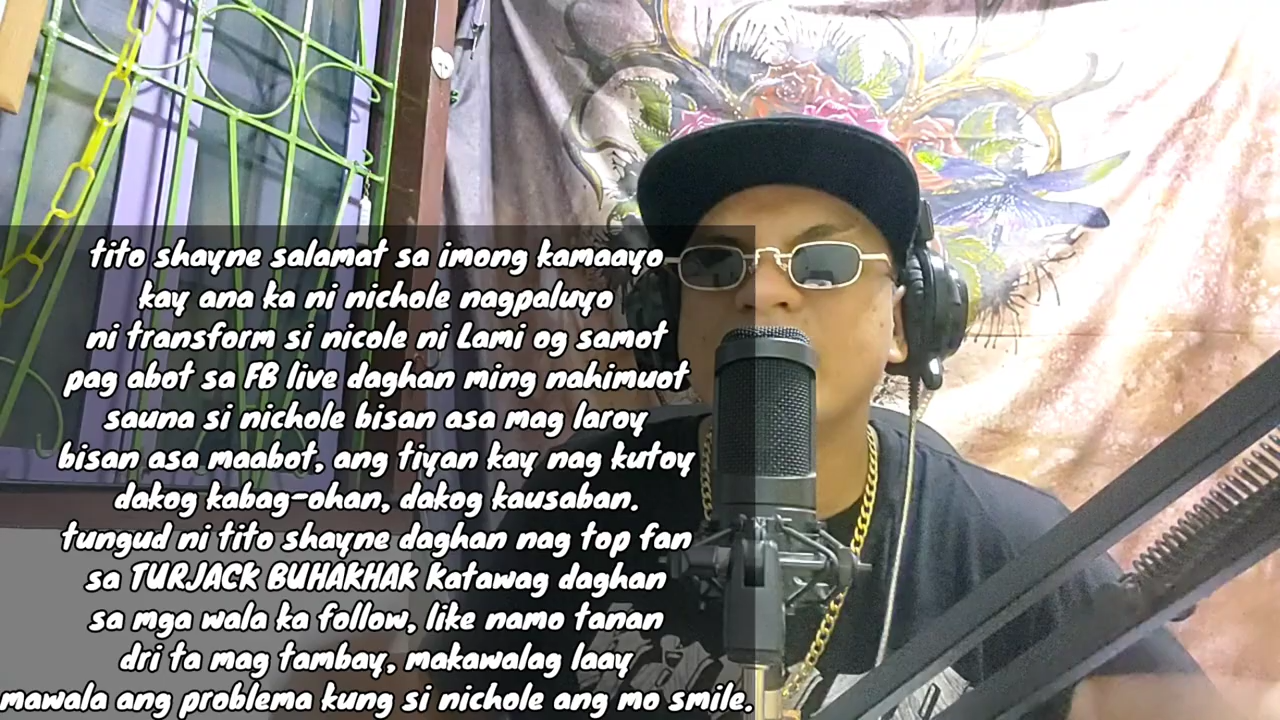 tito shayne salamat sa imong kamaayo
kay ana ka ni nichole nagpaluyo
ni transform si nicole ni Lami og samot
pag abot sa FB live daghan ming nahimuot
sauna si nichole bisan asa mag laroy
bisan asa maabot, ang tiyan kay nag kutoy
dakog kabag-ohan, dakog kausaban.
tungud ni tito shayne daghan nag top fan
sa TURJACK BUHAKHAK Katawag daghan
sa mga wala ka follow, like namo tanan
dri ta mag tambay, makawalag laay
mawala ang problema kung si nichole ang mo smile.